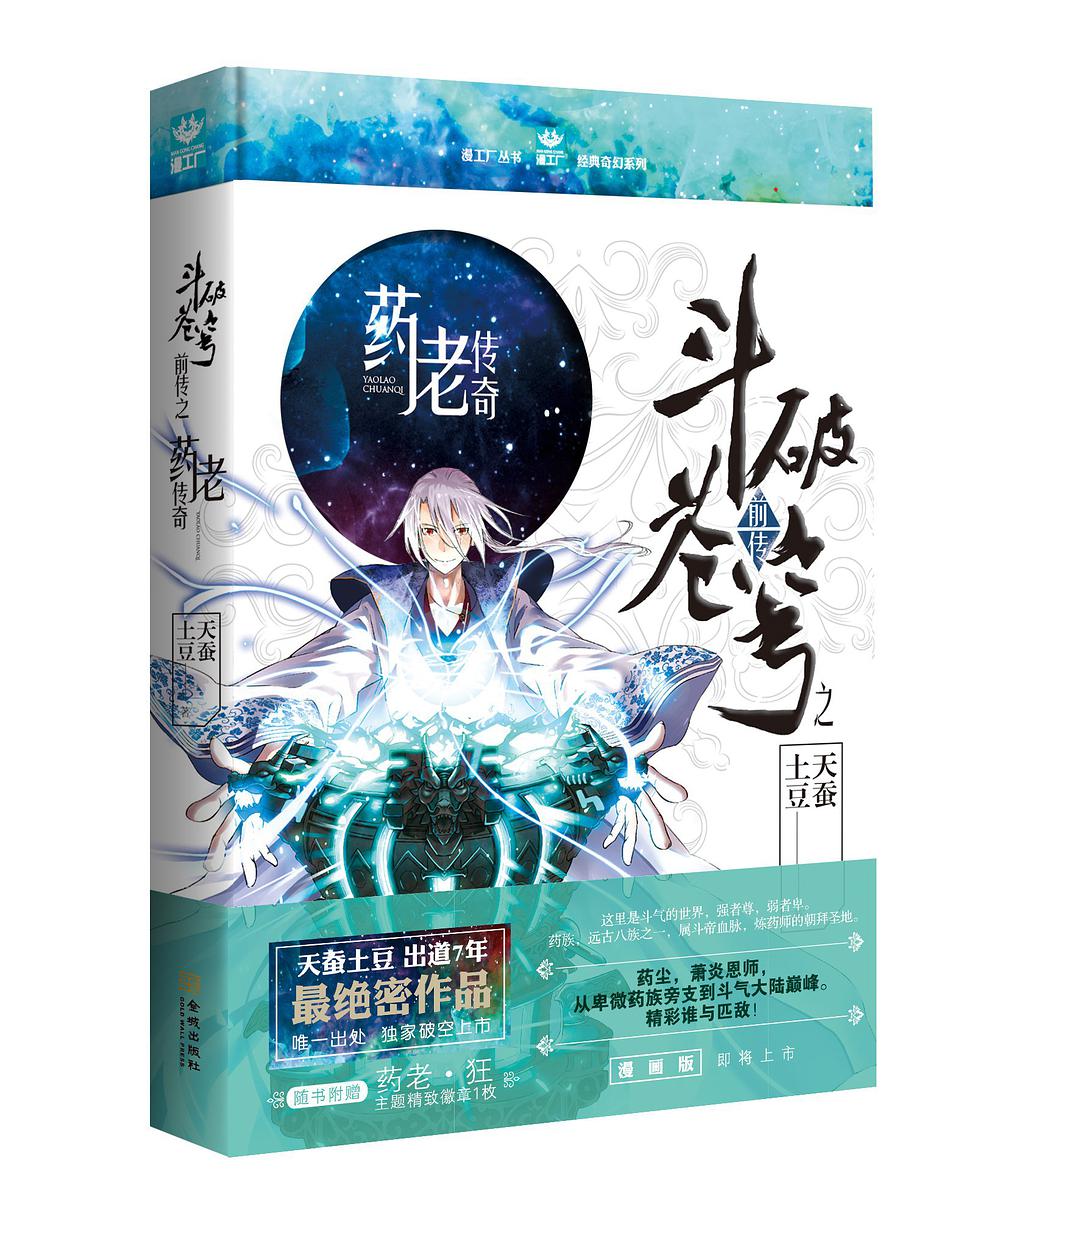 漫工厂
斗破苍穹
前传之
药老传奇
YAOLAO CHUANQI
天蚕土豆
著
金城出版社
GOLD WALL PRESS
漫工厂丛书
漫工厂
经典奇幻系列
药老传奇
YAOLAO
CHUANQI
斗破苍穹
前传
之
天蚕土豆
这里是斗气的世界，强者尊，弱者卑。
药族，远古八族之一，属斗帝血脉，炼药师的朝拜圣地。
药尘，萧炎恩师，
从卑微药族旁支到斗气大陆巅峰。
精彩谁与匹敌！
漫画版 即将上市
天蚕土豆 出道7年
最绝密作品
唯一出处 独家破空上市
随书附赠
药老·狂
主题精致徽章1枚